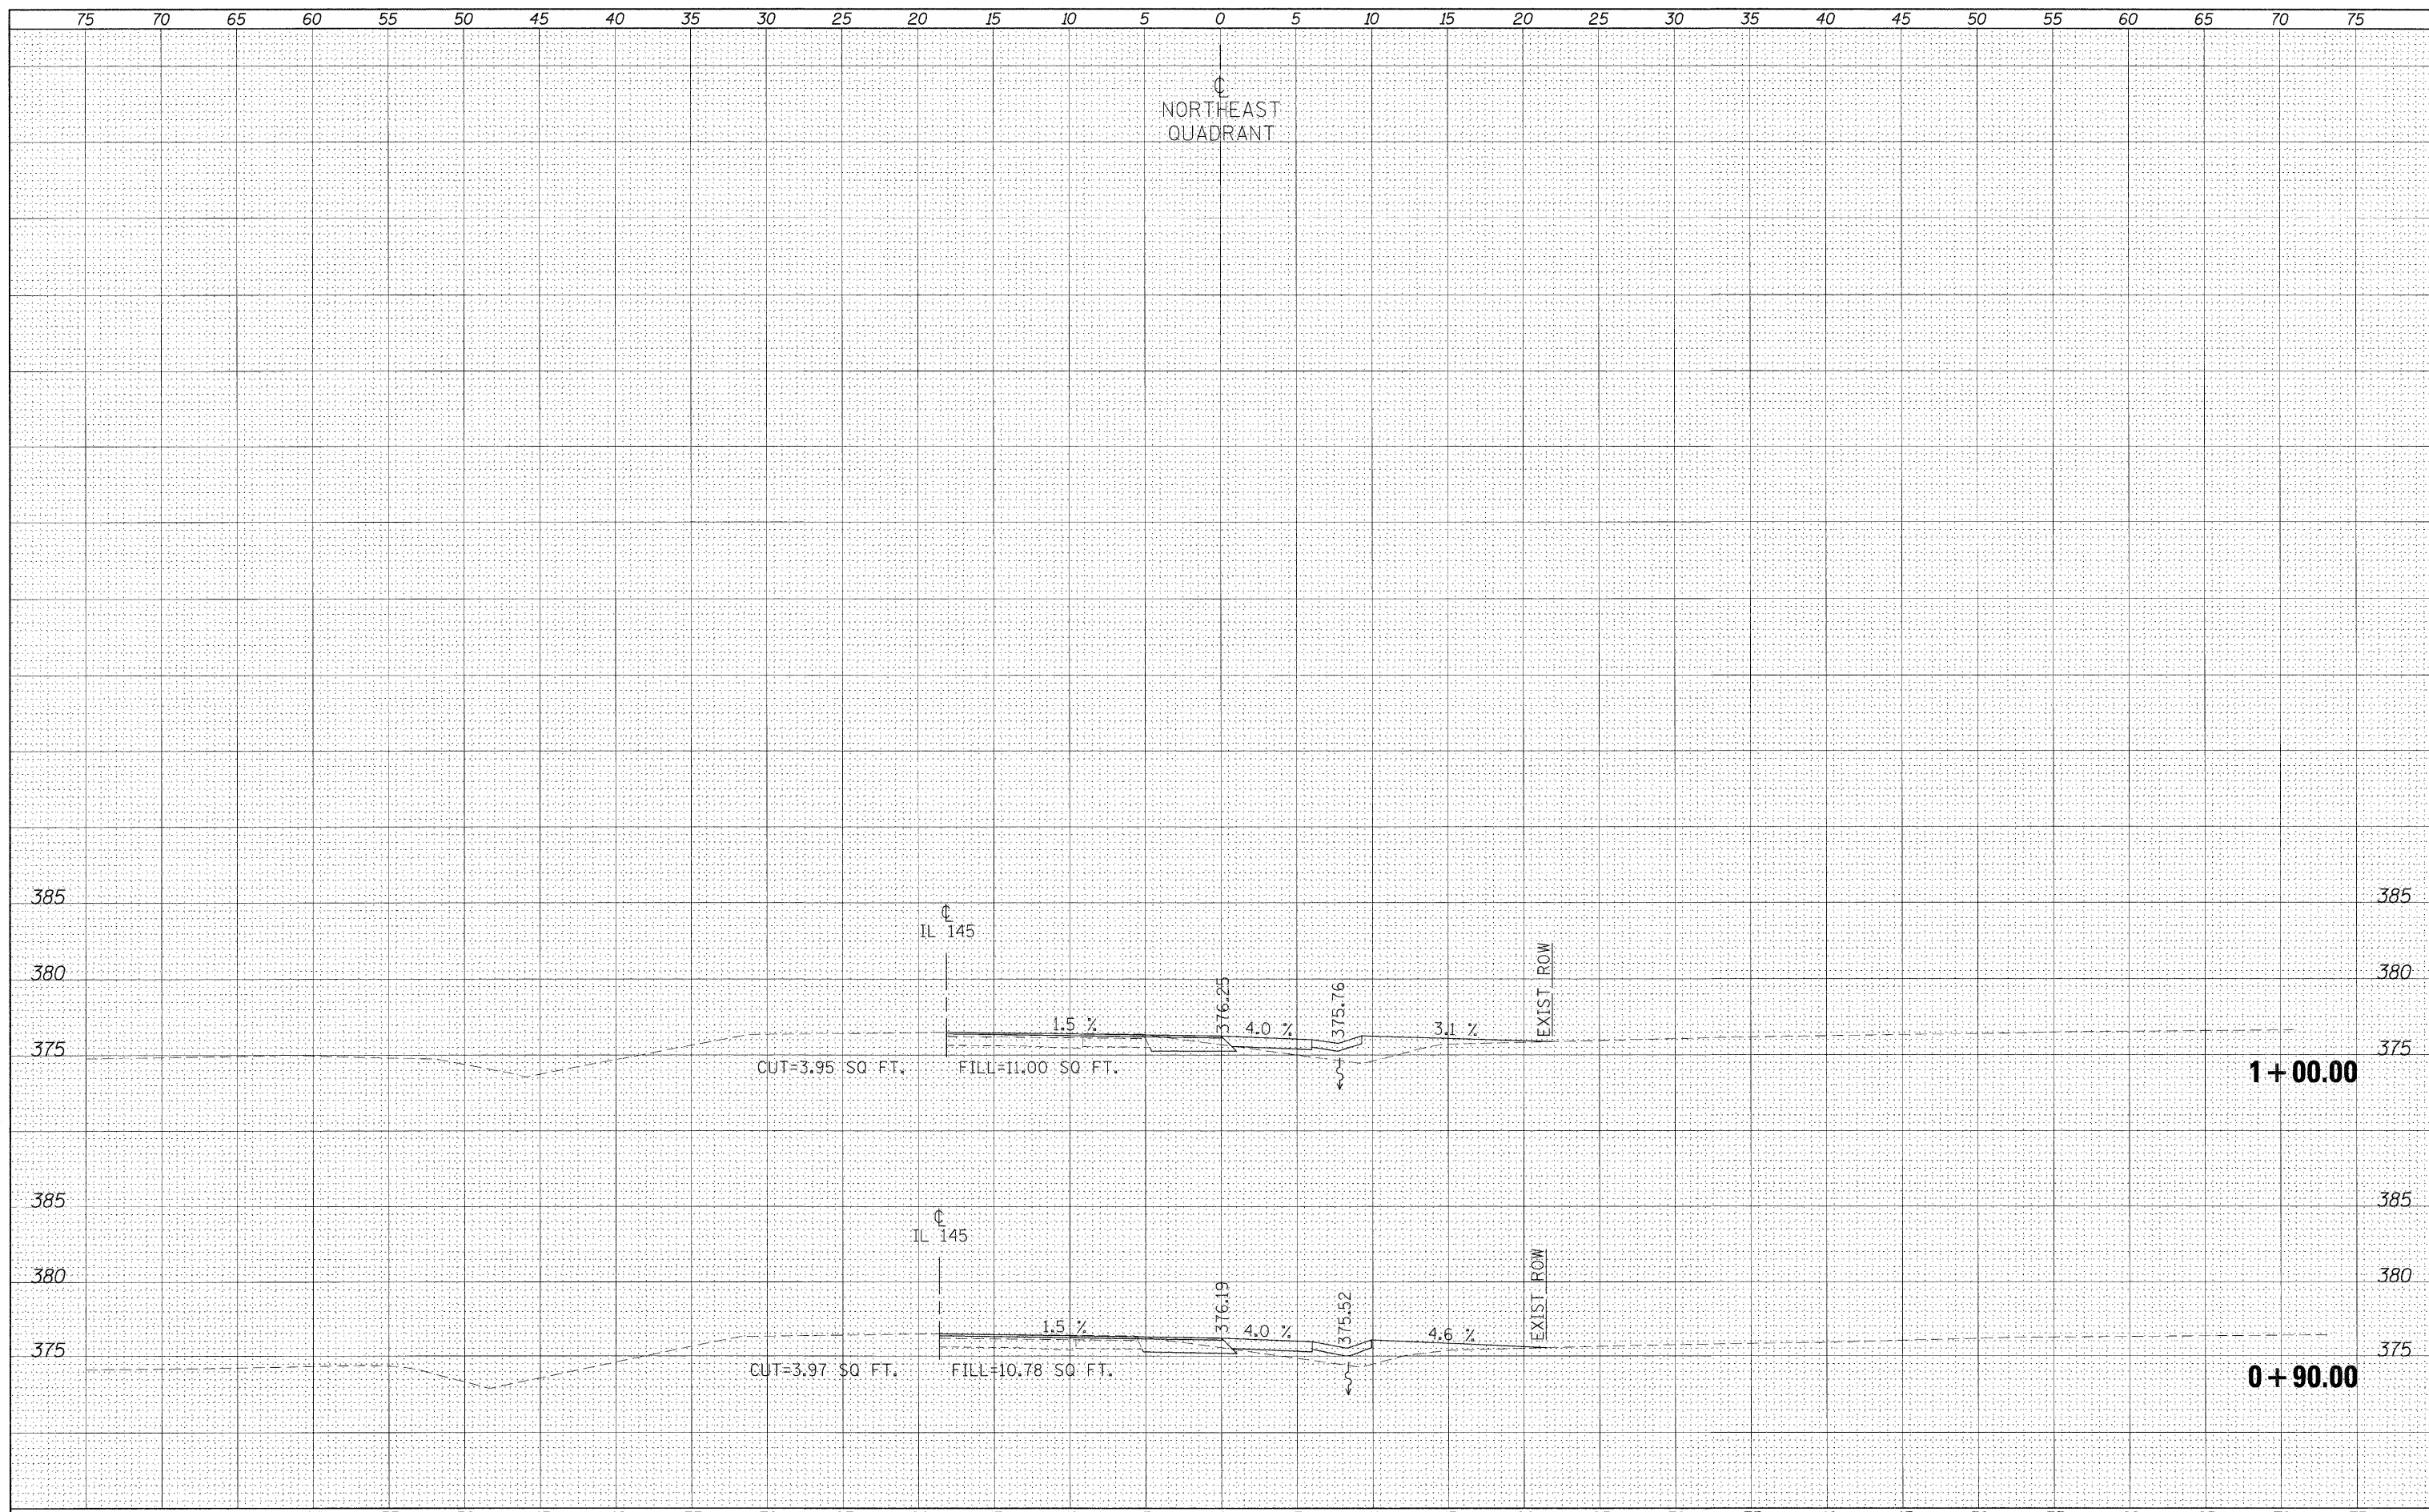 75 70 65 60 55 50 45 40 35 30 25 20 15 10 5 0 5 10 15 20 25 30 35 40 45 50 55 60 65 70 75
℄
NORTHEAST
QUADRANT
385 385
℄
IL 145
380 380
376.25
375.76
EXIST ROW
1.5 % 4.0 % 3.1 %
375 375
CUT=3.95 SQ FT. FILL=11.00 SQ FT.
1+00.00
385 385
℄
IL 145
380 380
376.19
375.52
EXIST ROW
1.5 % 4.0 % 4.6 %
375 375
CUT=3.97 SQ FT. FILL=10.78 SQ FT.
0+90.00